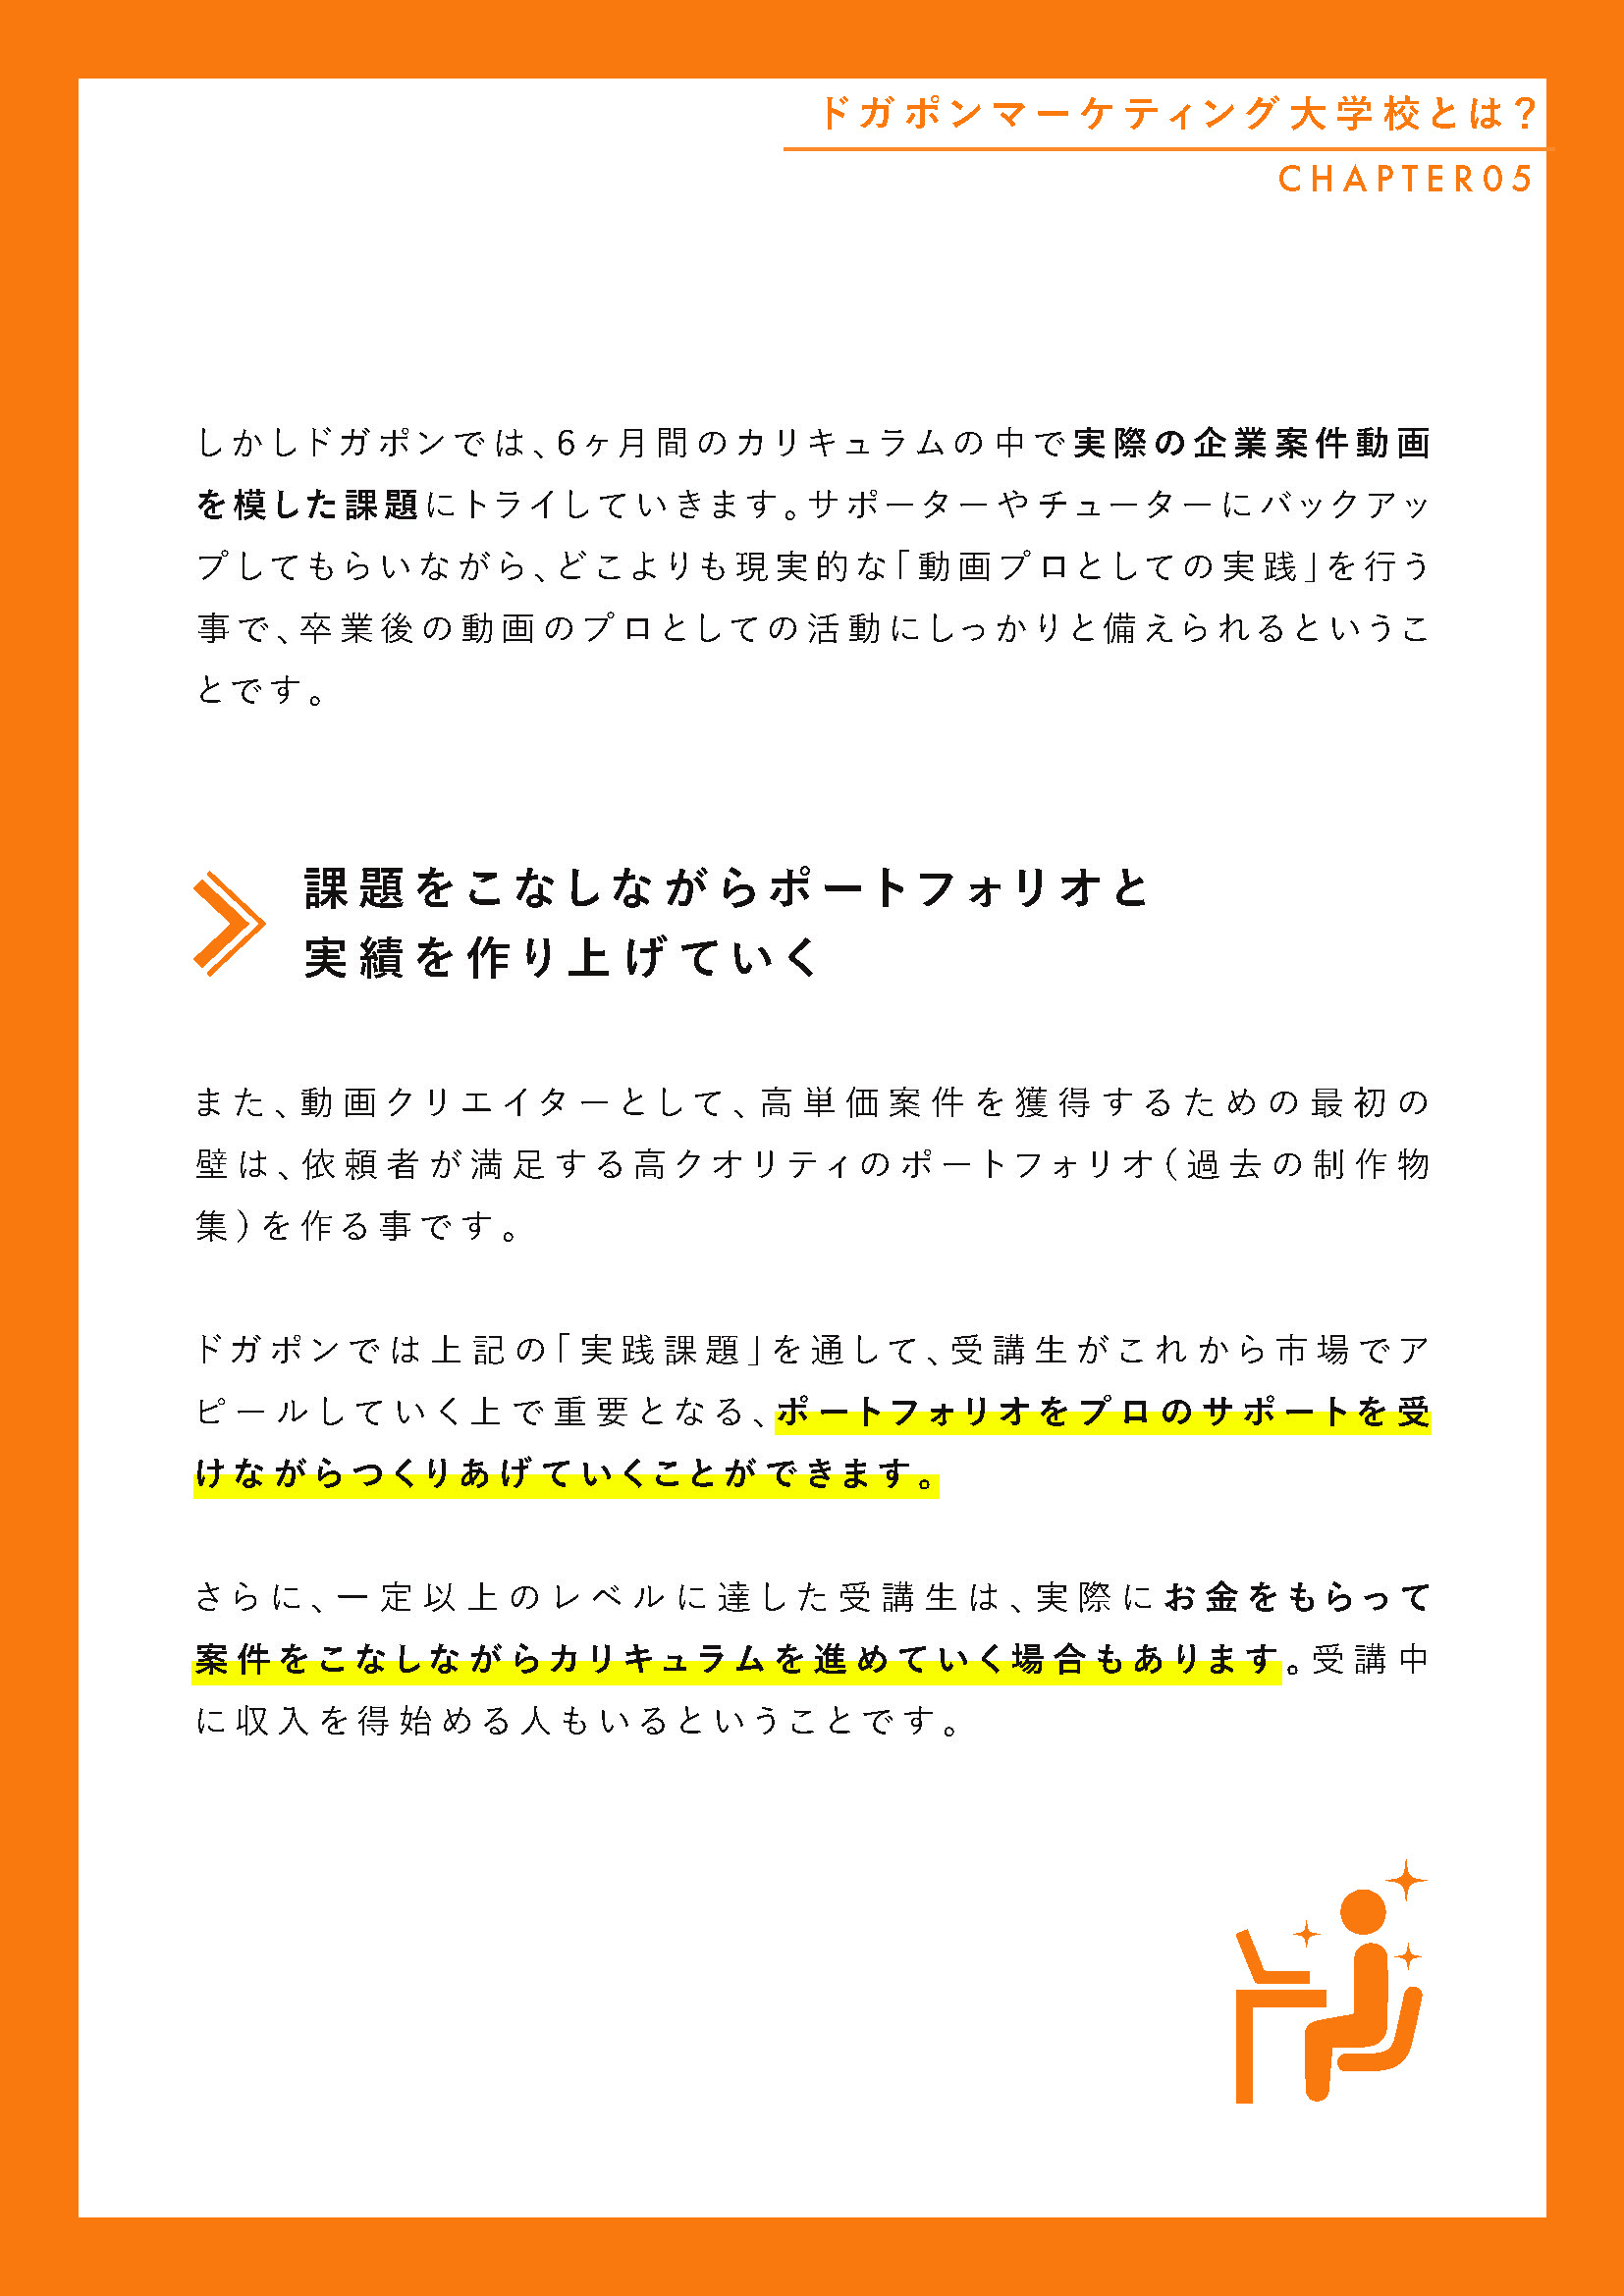 ドガポンマーケティング大学校とは？
CHAPTER05
しかしドガポンでは、6ヶ月間のカリキュラムの中で実際の企業案件動画
を模した課題にトライしていきます。サポーターやチューターにバックアッ
プしてもらいながら、どこよりも現実的な「動画プロとしての実践」を行う
事で、卒業後の動画のプロとしての活動にしっかりと備えられるというこ
とです。
課題をこなしながらポートフォリオと
実績を作り上げていく
また、動画クリエイターとして、高単価案件を獲得するための最初の
壁は、依頼者が満足する高クオリティのポートフォリオ（過去の制作物
集）を作る事です。
ドガポンでは上記の「実践課題」を通して、受講生がこれから市場でア
ピールしていく上で重要となる、ポートフォリオをプロのサポートを受
けながらつくりあげていくことができます。
さらに、一定以上のレベルに達した受講生は、実際にお金をもらって
案件をこなしながらカリキュラムを進めていく場合もあります。受講中
に収入を得始める人もいるということです。